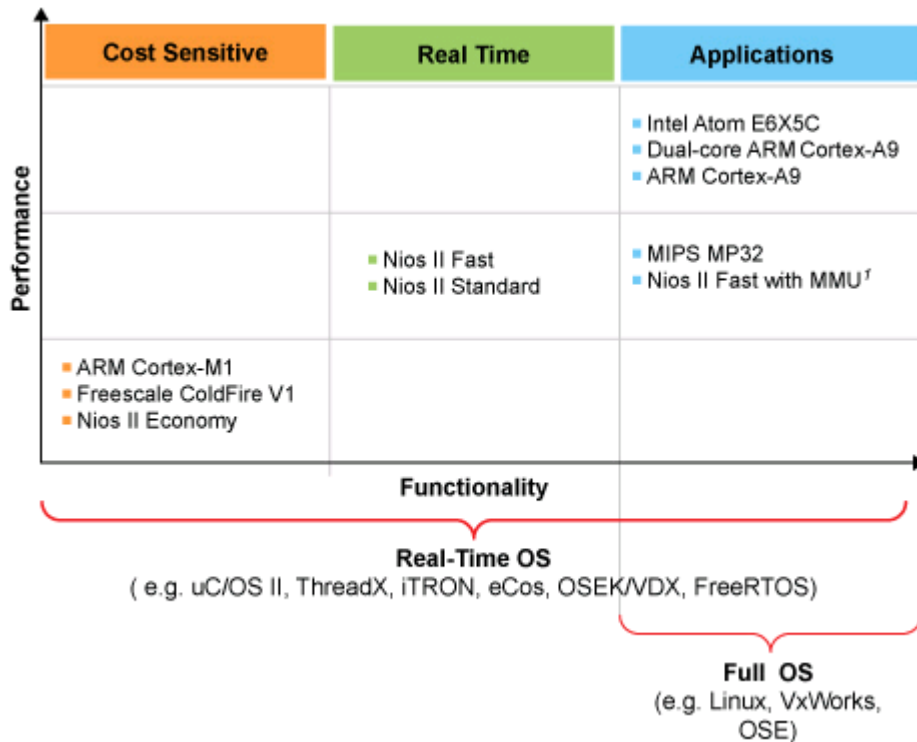 Cost Sensitive
Real Time
Applications
Intel Atom E6X5C
Dual-core ARM Cortex-A9
ARM Cortex-A9
Performance
Nios II Fast
Nios II Standard
MIPS MP32
Nios II Fast with MMU¹
ARM Cortex-M1
Freescale ColdFire V1
Nios II Economy
Functionality
Real-Time OS
( e.g. uC/OS II, ThreadX, iTRON, eCos, OSEK/VDX, FreeRTOS)
Full OS
(e.g. Linux, VxWorks,
OSE)